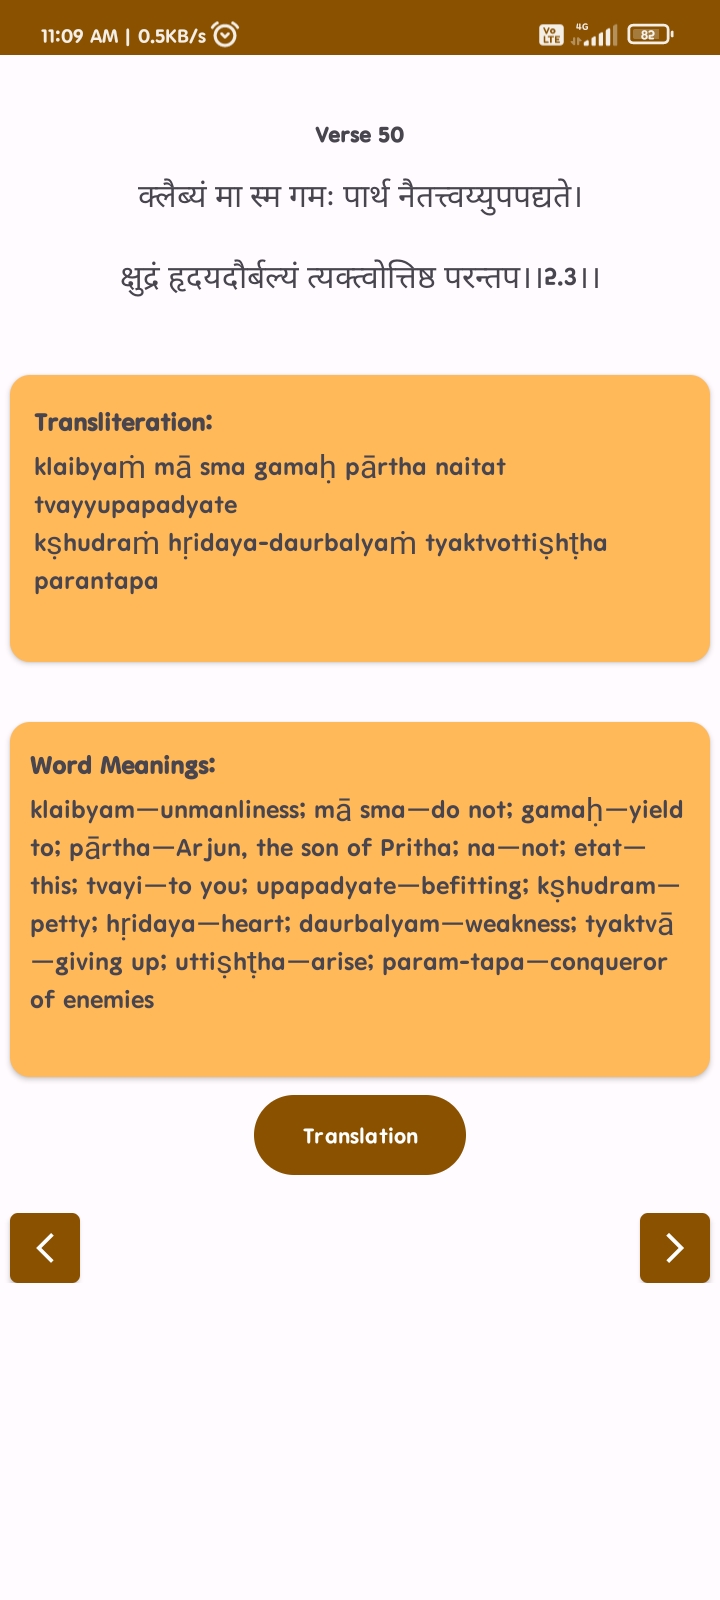 11:09 AM | 0.5KB/s
Vo LTE 4G 82
Verse 50
क्लैब्यं मा स्म गमः पार्थ नैतत्त्वय्युपपद्यते।
क्षुद्रं हृदयदौर्बल्यं त्यक्त्वोत्तिष्ठ परन्तप।।2.3।।
Transliteration:
klaibyaṁ mā sma gamaḥ pārtha naitat
tvayyupapadyate
kṣhudraṁ hṛidaya-daurbalyaṁ tyaktvottiṣhṭha
parantapa
Word Meanings:
klaibyam—unmanliness; mā sma—do not; gamaḥ—yield
to; pārtha—Arjun, the son of Pritha; na—not; etat—
this; tvayi—to you; upapadyate—befitting; kṣhudram—
petty; hṛidaya—heart; daurbalyam—weakness; tyaktvā
—giving up; uttiṣhṭha—arise; param-tapa—conqueror
of enemies
Translation